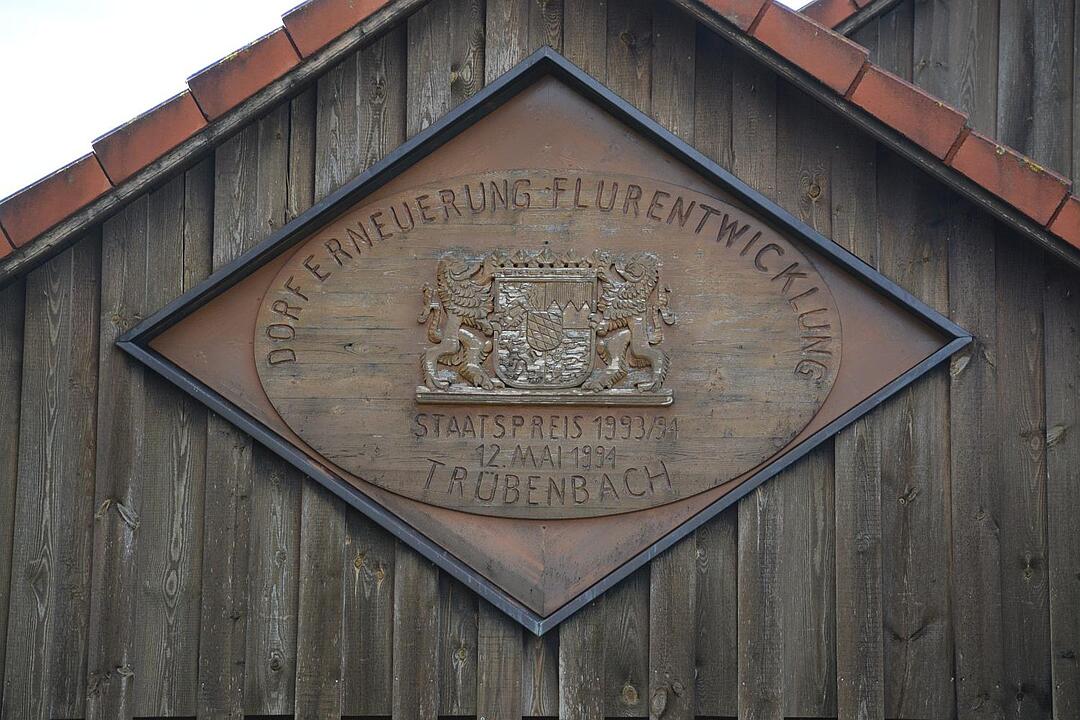 DORFERNEUERUNG FLURENTWICKLUNG
STAATSPREIS 1993/94
12. MAI 1994
TRÜBENBACH